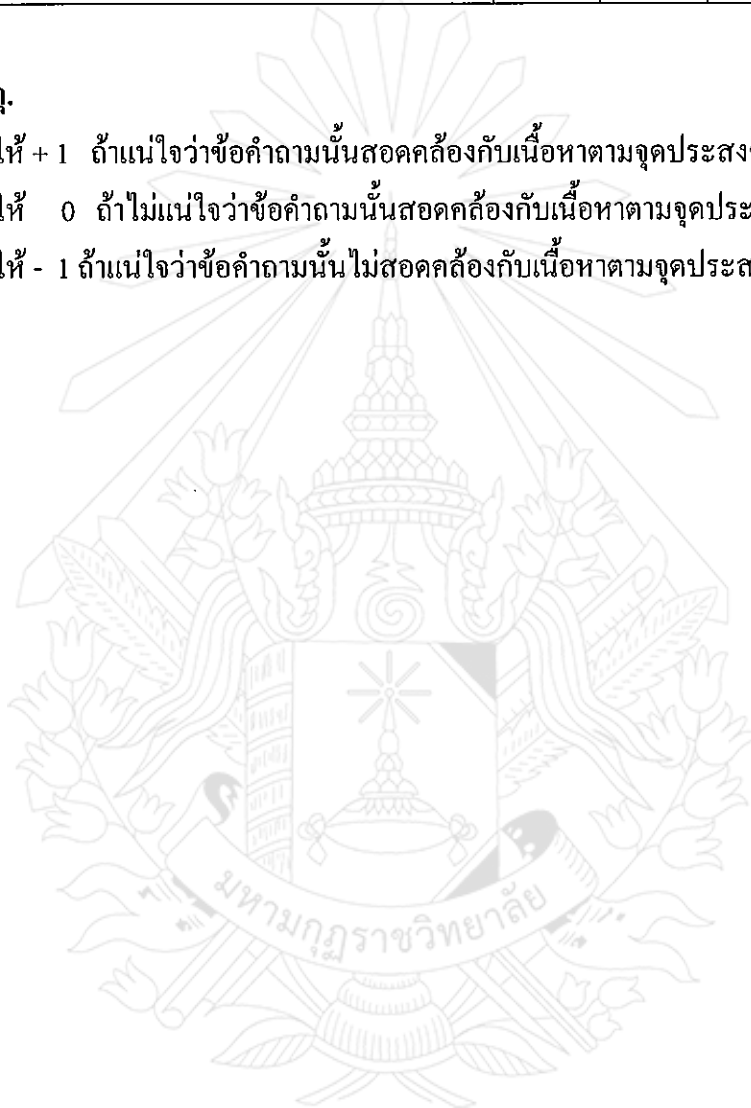 ให้ + 1 ถ้าแน่ใจว่าข้อคำถามนั้นสอดคล้องกับเนื้อหาตามจุดประสง
ให้ 0 ถ้าไม่แน่ใจว่าข้อคำถามนั้นสอดคล้องกับเนื้อหาตามจุดประ
ให้ - 1 ถ้าแน่ใจว่าข้อคำถามนั้นไม่สอดคล้องกับเนื้อหาตามจุดประส
มหามกุฏราชวิทยาลัย